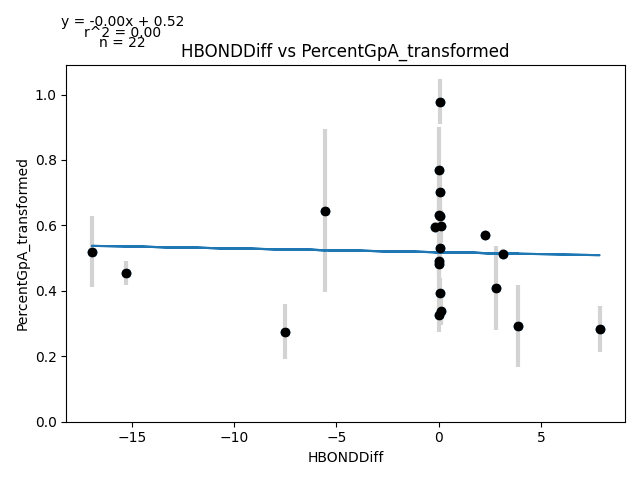 y = -0.00x + 0.52
r^2 = 0.00
n = 22
HBONDDiff vs PercentGpA_transformed
1.0
0.8
0.6
0.4
0.2
0.0
PercentGpA_transformed
−15
−10
−5
0
5
HBONDDiff